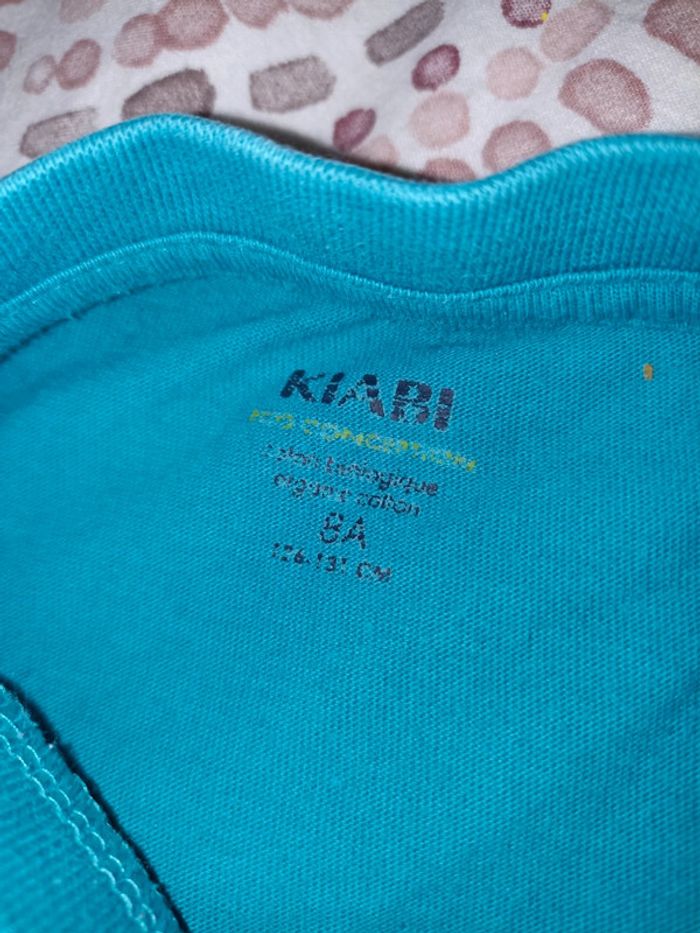 KIABI
ECO CONCEPTION
coton biologique
organic cotton
8A
126-131 CM